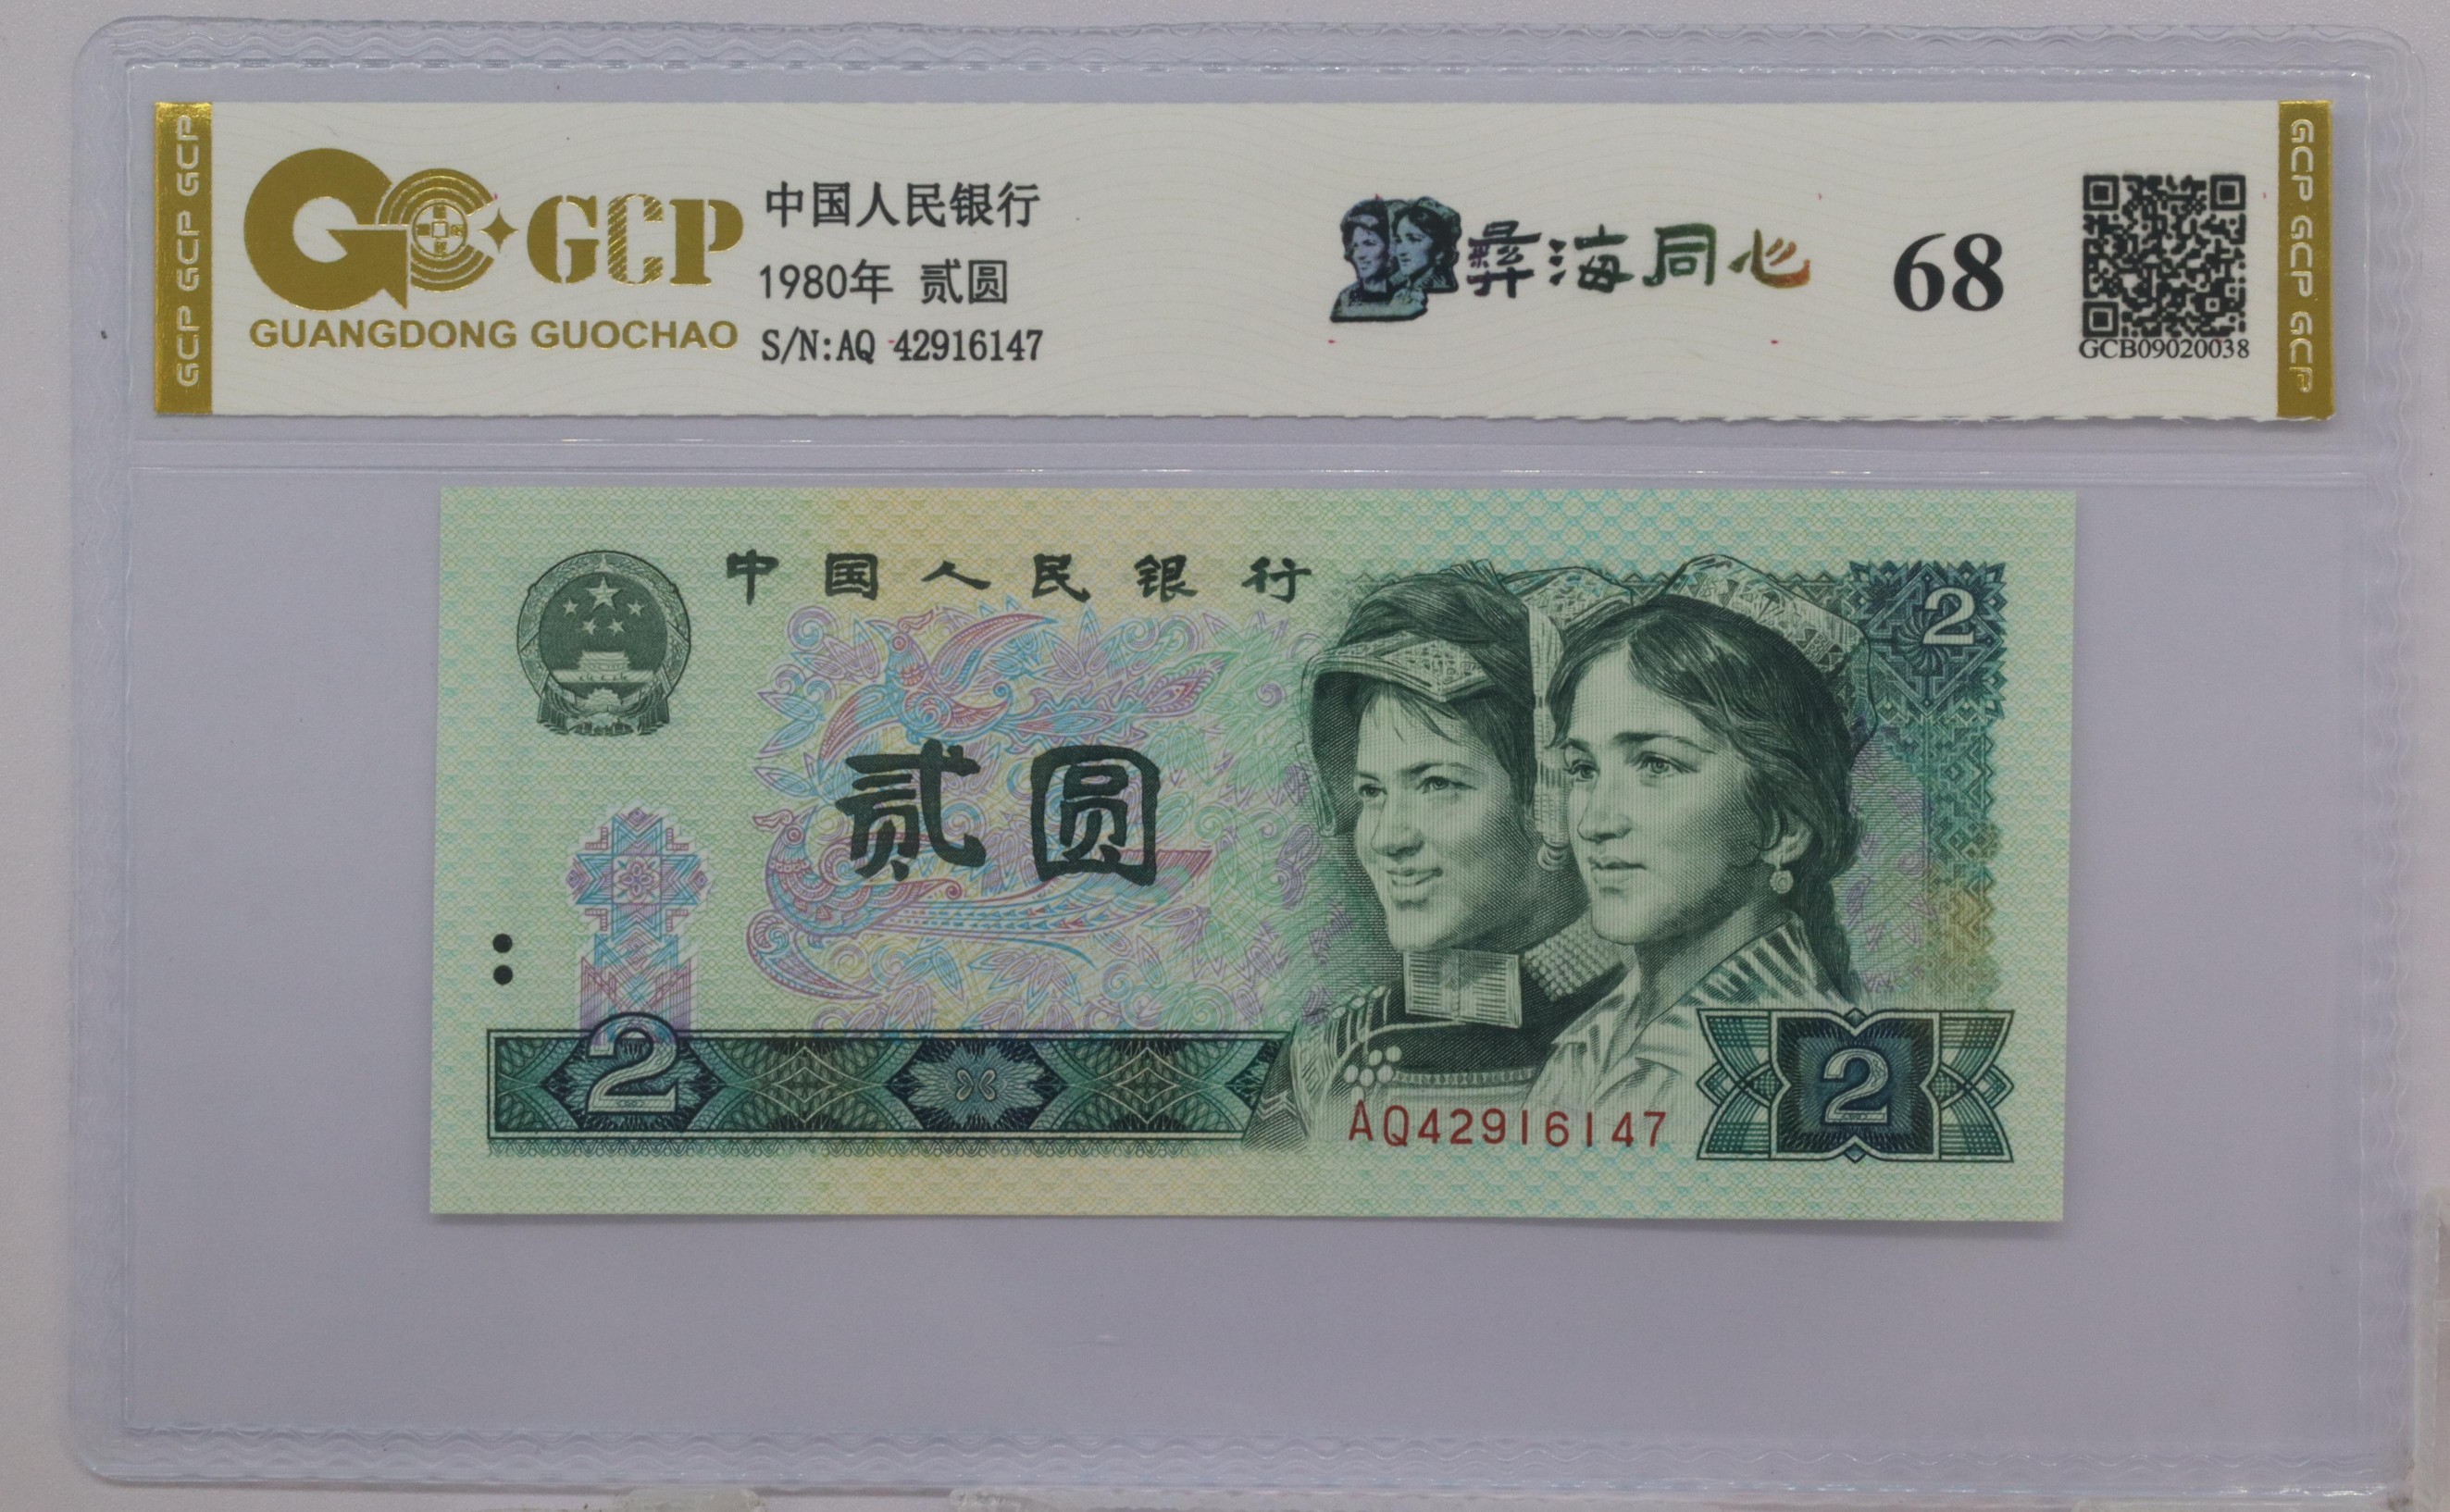 GCP GCP GCP
GCP
GUANGDONG GUOCHAO
中国人民银行
1980年 贰圆
S/N:AQ 42916147
彝海同心
68
GCB09020038
GCP GCP GCP GCP
中国人民银行
2
贰圆
2
AQ42916147
2